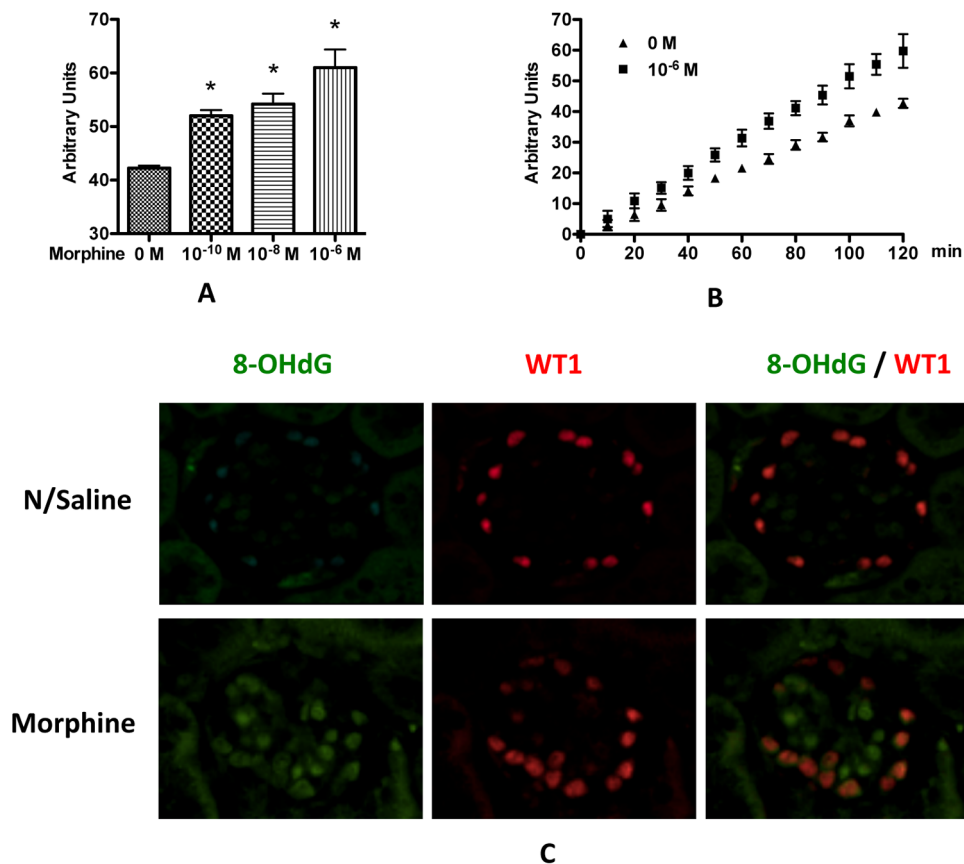 70
60
50
40
30
Arbitrary Units
* * *
Morphine 0 M 10⁻¹⁰ M 10⁻⁸ M 10⁻⁶ M
A
70
60
50
40
30
20
10
0
Arbitrary Units
0 M
10⁻⁶ M
0 20 40 60 80 100 120 min
B
8-OHdG WT1 8-OHdG / WT1
N/Saline
Morphine
C